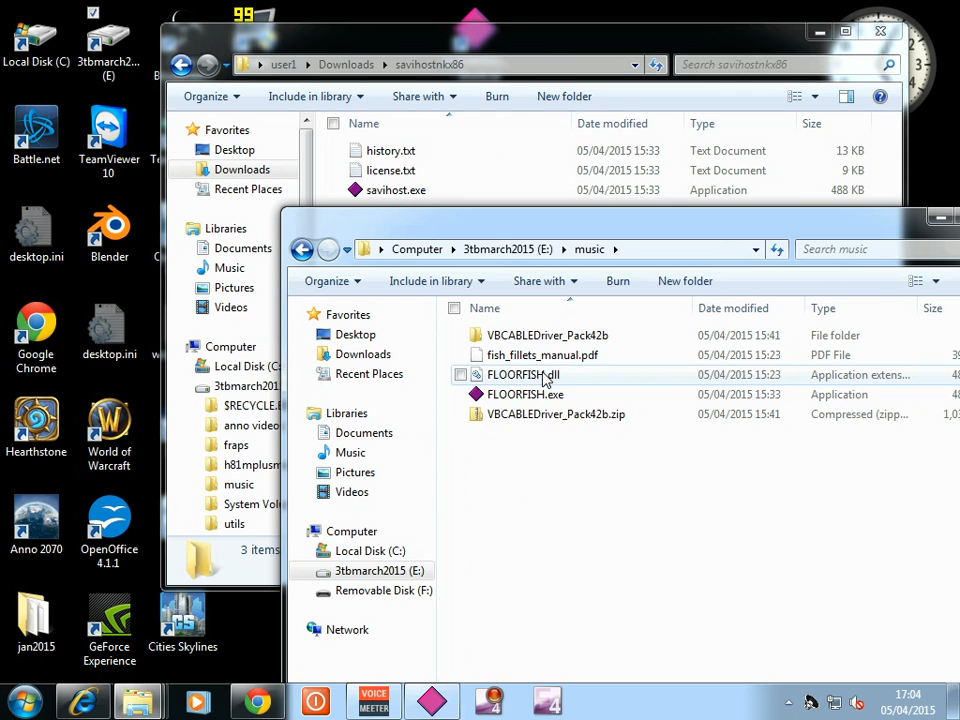 99
Local Disk (C)
3tbmarch2...
(E)
Battle.net
TeamViewer
10
desktop.ini
Blender
Google
Chrome
desktop.ini
Hearthstone
World of
Warcraft
Anno 2070
OpenOffice
4.1.1
jan2015
GeForce
Experience
Cities Skylines
user1 Downloads savihostnkx86
Search savihostnkx86
Organize Include in library Share with Burn New folder
Name Date modified Type Size
history.txt 05/04/2015 15:33 Text Document 13 KB
license.txt 05/04/2015 15:33 Text Document 9 KB
savihost.exe 05/04/2015 15:33 Application 488 KB
Favorites
Desktop
Downloads
Recent Places
Libraries
Documents
Music
Pictures
Videos
Computer
Local Disk (C:
3tbmarch201
$RECYCLE.B
anno video
fraps
h81mplusm
music
System Volu
utils
3 items
Computer 3tbmarch2015 (E:) music
Search music
Organize Include in library Share with Burn New folder
Name Date modified Type Size
VBCABLEDriver_Pack42b 05/04/2015 15:41 File folder
fish_fillets_manual.pdf 05/04/2015 15:23 PDF File 39
FLOORFISH.dll 05/04/2015 15:23 Application extens... 48
FLOORFISH.exe 05/04/2015 15:33 Application 48
VBCABLEDriver_Pack42b.zip 05/04/2015 15:41 Compressed (zipp... 1,03
Favorites
Desktop
Downloads
Recent Places
Libraries
Documents
Music
Pictures
Videos
Computer
Local Disk (C:)
3tbmarch2015 (E:)
Removable Disk (F:)
Network
VOICE
MEETER
4
4
17:04
05/04/2015